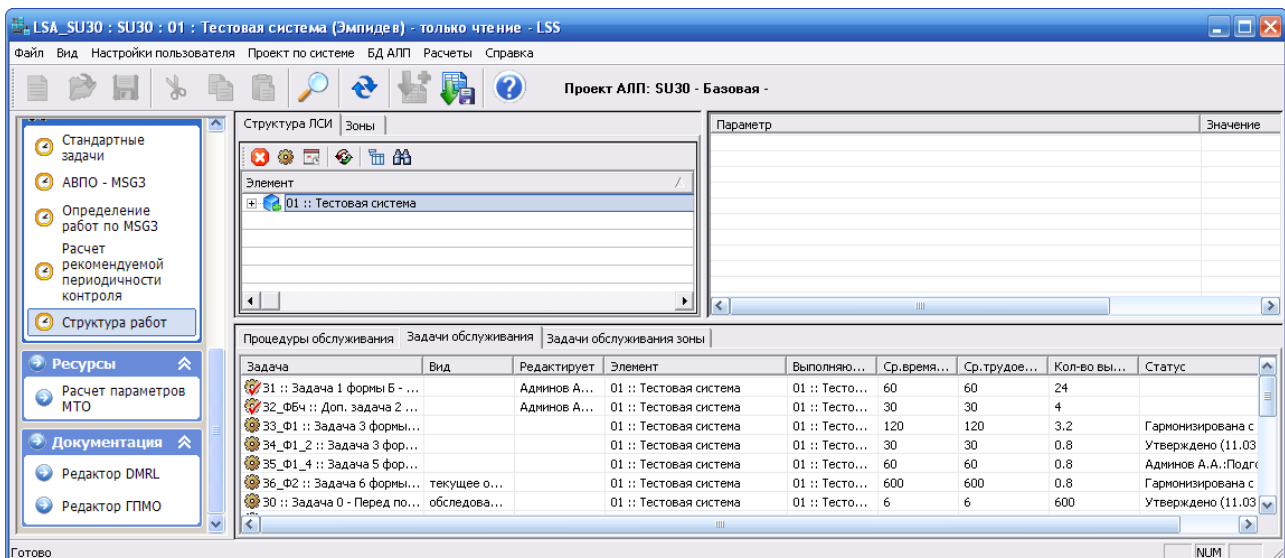 LSA_SU30 : SU30 : 01 : Тестовая система (Эмпидев) - только чтение - LSS
Файл Вид Настройки пользователя Проект по системе БД АЛП Расчеты Справка
Проект АЛП: SU30 - Базовая -
Стандартные
задачи
АВПО - MSG3
Определение
работ по MSG3
Расчет
рекомендуемой
периодичности
контроля
Структура работ
Ресурсы
Расчет параметров
МТО
Документация
Редактор DMRL
Редактор ГПМО
Структура ЛСИ Зоны
Элемент
01 :: Тестовая система
Параметр Значение
Процедуры обслуживания Задачи обслуживания Задачи обслуживания зоны
Задача Вид Редактирует Элемент Выполняю... Ср.время... Ср.трудое... Кол-во вы... Статус
З1 :: Задача 1 формы Б - ... Админов А... 01 :: Тестовая система 01 :: Тесто... 60 60 24
З2_ФБч :: Доп. задача 2 ... Админов А... 01 :: Тестовая система 01 :: Тесто... 30 30 4
З3_Ф1 :: Задача 3 формы... 01 :: Тестовая система 01 :: Тесто... 120 120 3.2 Гармонизирована с
З4_Ф1_2 :: Задача 3 фор... 01 :: Тестовая система 01 :: Тесто... 30 30 0.8 Утверждено (11.03
З5_Ф1_4 :: Задача 5 фор... 01 :: Тестовая система 01 :: Тесто... 60 60 0.8 Админов А.А.:Подго
З6_Ф2 :: Задача 6 формы... текущее о... 01 :: Тестовая система 01 :: Тесто... 600 600 0.8 Гармонизирована с
З0 :: Задача 0 - Перед по... обследова... 01 :: Тестовая система 01 :: Тесто... 6 6 600 Утверждено (11.03
Готово NUM